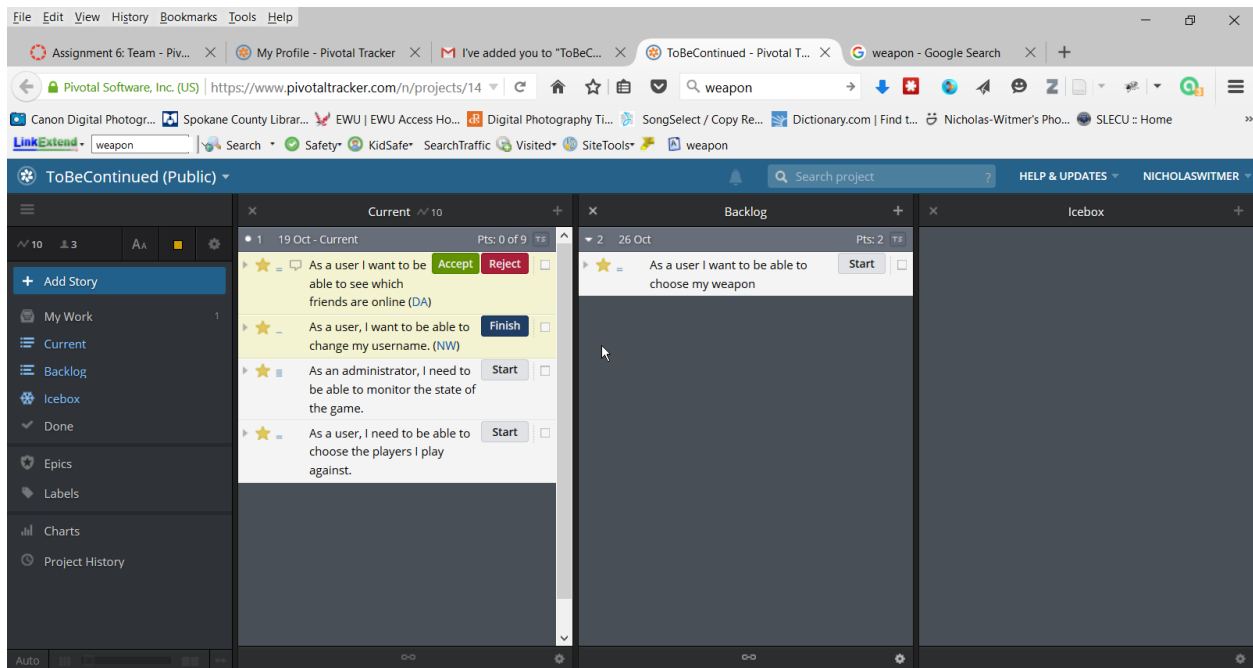 File Edit View History Bookmarks Tools Help
Assignment 6: Team - Piv...
My Profile - Pivotal Tracker
I've added you to "ToBeC...
ToBeContinued - Pivotal T...
weapon - Google Search
Pivotal Software, Inc. (US) https://www.pivotaltracker.com/n/projects/14
weapon
Canon Digital Photogr... Spokane County Librar... EWU | EWU Access Ho... Digital Photography Ti... SongSelect / Copy Re... Dictionary.com | Find t... Nicholas-Witmer's Pho... SLECU :: Home
LinkExtend weapon Search Safety KidSafe SearchTraffic Visited SiteTools weapon
ToBeContinued (Public)
Search project ?
HELP & UPDATES
NICHOLASWITMER
10 3 AA
+ Add Story
My Work 1
Current
Backlog
Icebox
Done
Epics
Labels
Charts
Project History
Auto
Current 10
1 19 Oct - Current Pts: 0 of 9 TS
As a user I want to be
able to see which
friends are online (DA)
Accept Reject
As a user, I want to be able to
change my username. (NW)
Finish
As an administrator, I need to
be able to monitor the state of
the game.
Start
As a user, I need to be able to
choose the players I play
against.
Start
Backlog
2 26 Oct Pts: 2 TS
As a user I want to be able to
choose my weapon
Start
Icebox